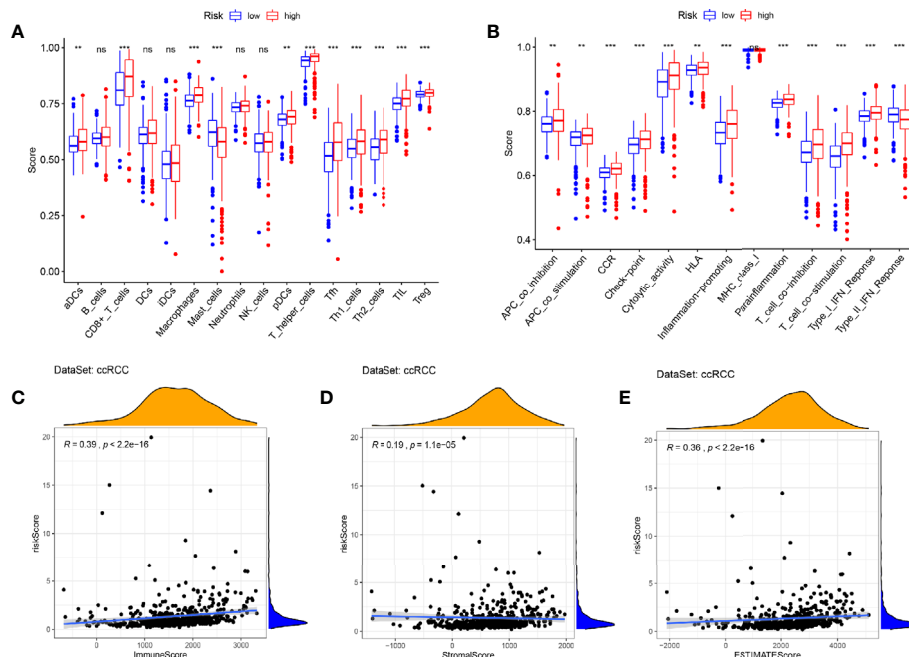 Risk low high
A
** ns *** ns ns *** *** ns ns ** *** *** *** *** *** ***
Score
1.00
0.75
0.50
0.25
0.00
aDCs
B_cells
CD8+_T_cells
DCs
iDCs
Macrophages
Mast_cells
Neutrophils
NK_cells
pDCs
T_helper_cells
Tfh
Th1_cells
Th2_cells
TIL
Treg
Risk low high
B
** ** *** *** *** ** *** ns *** *** *** *** ***
Score
1.0
0.8
0.6
0.4
APC_co_inhibition
APC_co_stimulation
CCR
Check-point
Cytolytic_activity
HLA
Inflammation-promoting
MHC_class_I
Parainflammation
T_cell_co-inhibition
T_cell_co-stimulation
Type_I_IFN_Reponse
Type_II_IFN_Reponse
DataSet: ccRCC
C
R = 0.39 , p < 2.2e-16
riskScore
20
15
10
5
0
0 1000 2000 3000
ImmuneScore
DataSet: ccRCC
D
R = 0.19 , p = 1.1e-05
riskScore
20
15
10
5
0
-1000 0 1000 2000
StromalScore
DataSet: ccRCC
E
R = 0.36 , p < 2.2e-16
riskScore
20
15
10
5
0
-2000 0 2000 4000
ESTIMATEScore